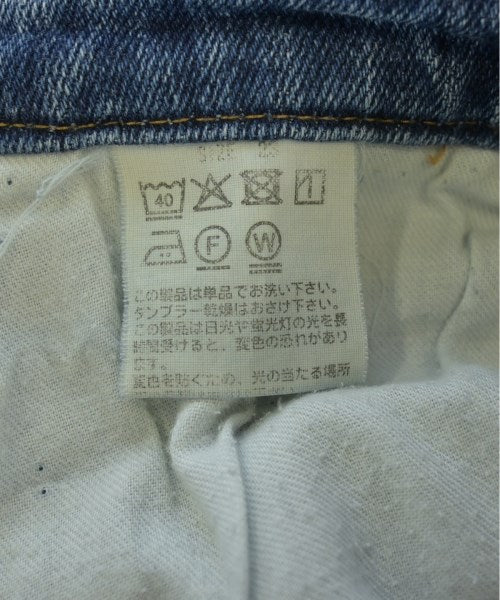 SIZE 25
40
F W
この製品は単品でお洗い下さい。
タンブラー乾燥はおさけ下さい。
この製品は日光や蛍光灯の光を長
時間受けると、変色の恐れがあり
ます。
変色を防ぐため、光の当たる場所